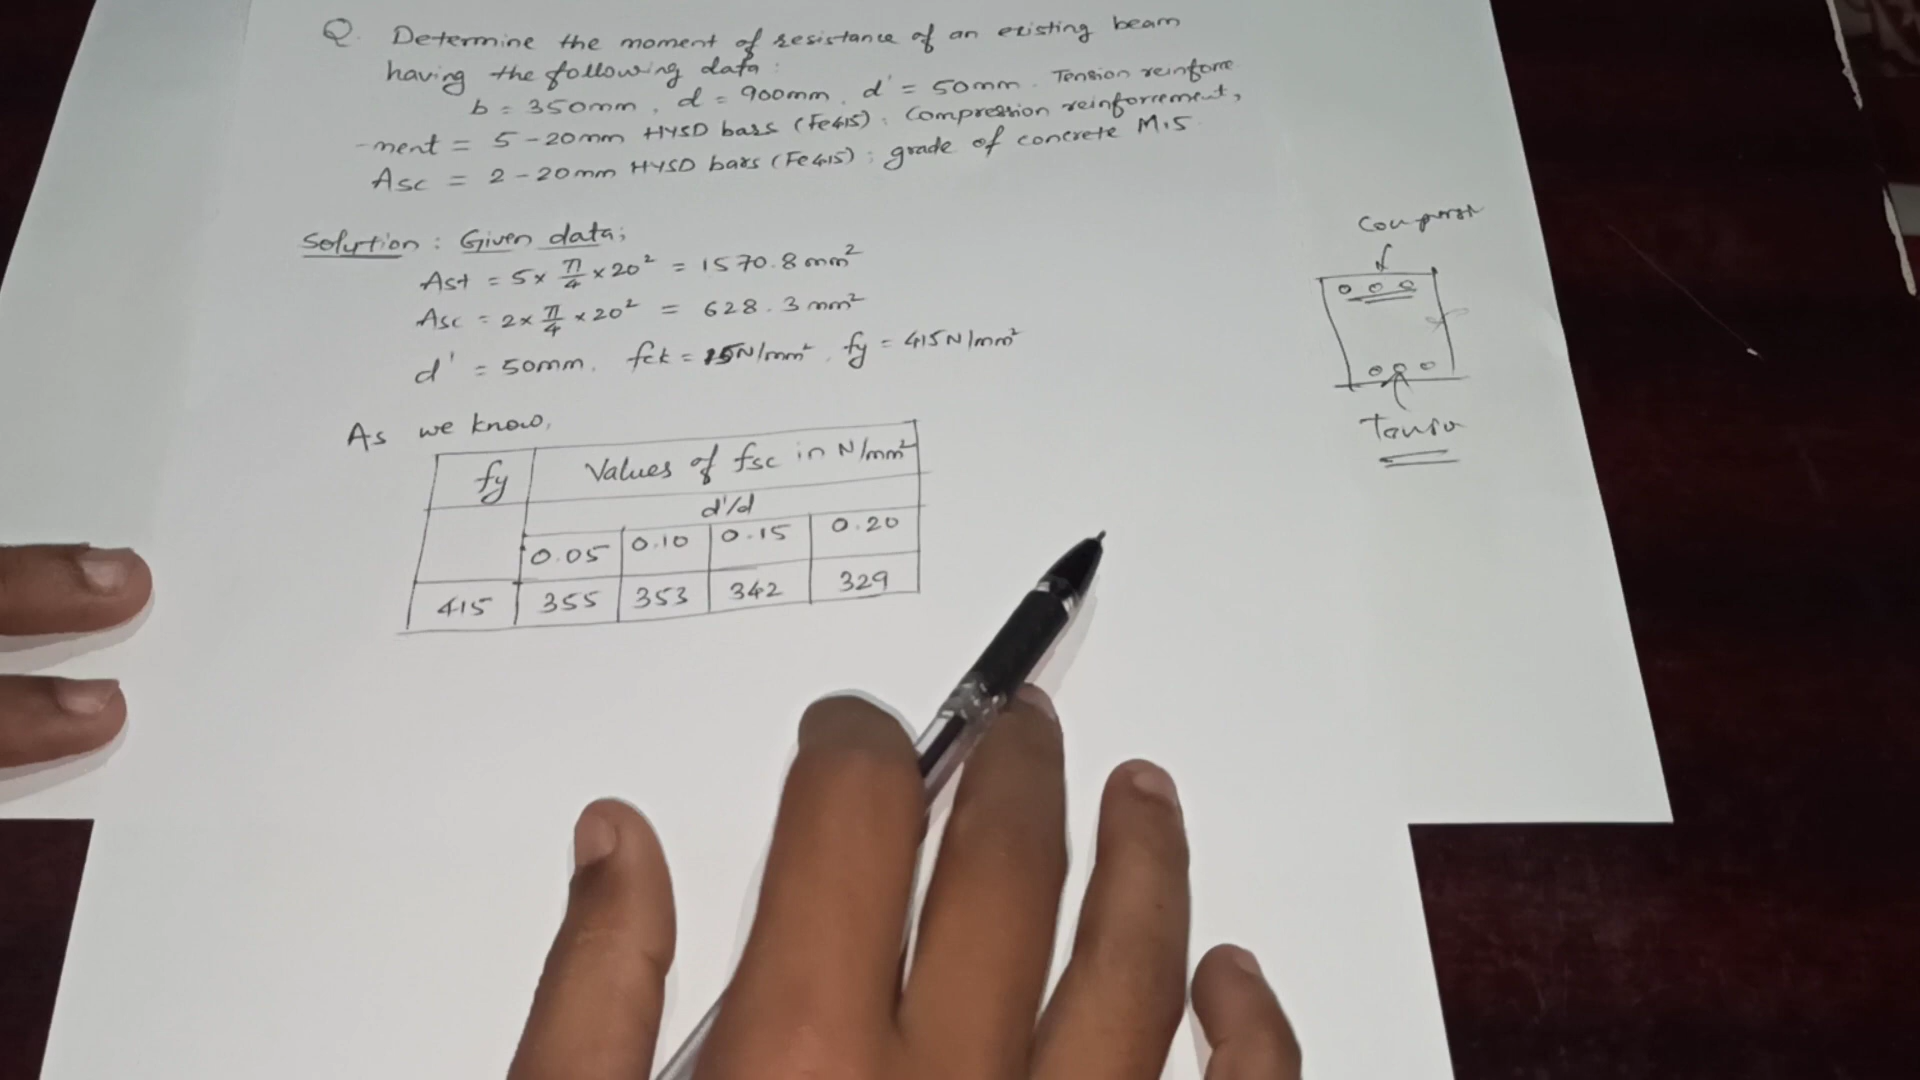 Q. Determine the moment of resistance of an existing beam
having the following data :
b = 350mm, d = 900mm, d' = 50mm. Tension reinforce
-ment = 5-20mm HYSD bars (Fe415); Compression reinforcement,
Asc = 2-20mm HYSD bars (Fe415); grade of concrete M15.
Solution : Given data;
Ast = 5 x π/4 x 20² = 1570.8 mm²
Asc = 2 x π/4 x 20² = 628.3 mm²
d' = 50mm, fck = 15N/mm², fy = 415N/mm²
As we know,
fy Values of fsc in N/mm²
d'/d
0.05 0.10 0.15 0.20
415 355 353 342 329